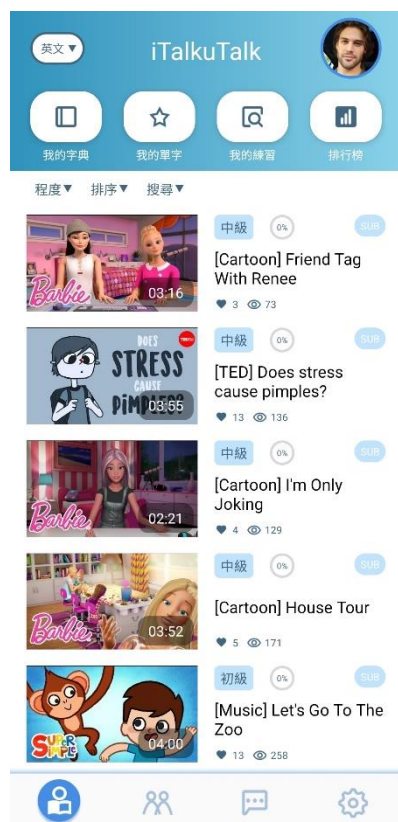 英文▼
iTalkuTalk
我的字典
我的單字
我的練習
排行榜
程度▼ 排序▼ 搜尋▼
Barbie
03:16
中級 0% SUB
[Cartoon] Friend Tag
With Renee
3 73
DOES
STRESS
CAUSE
PIMPLES?
03:55
中級 0% SUB
[TED] Does stress
cause pimples?
13 136
Barbie
02:21
中級 0% SUB
[Cartoon] I'm Only
Joking
4 129
Barbie
03:52
中級 0% SUB
[Cartoon] House Tour
5 171
SUPER
SIMPLE
04:00
初級 0% SUB
[Music] Let's Go To The
Zoo
13 258